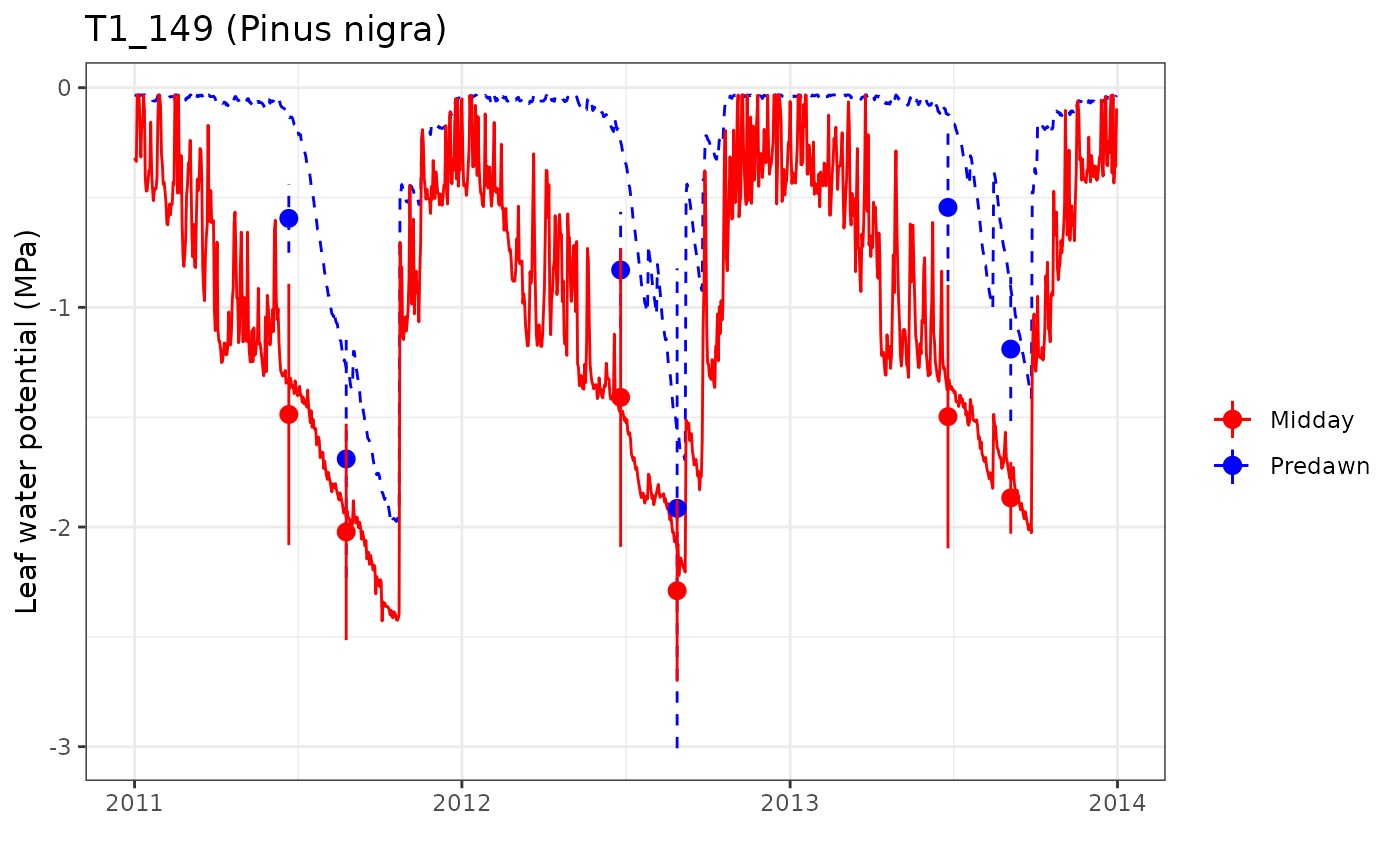 T1_149 (Pinus nigra)
Leaf water potential (MPa)
0
-1
-2
-3
2011
2012
2013
2014
Midday
Predawn